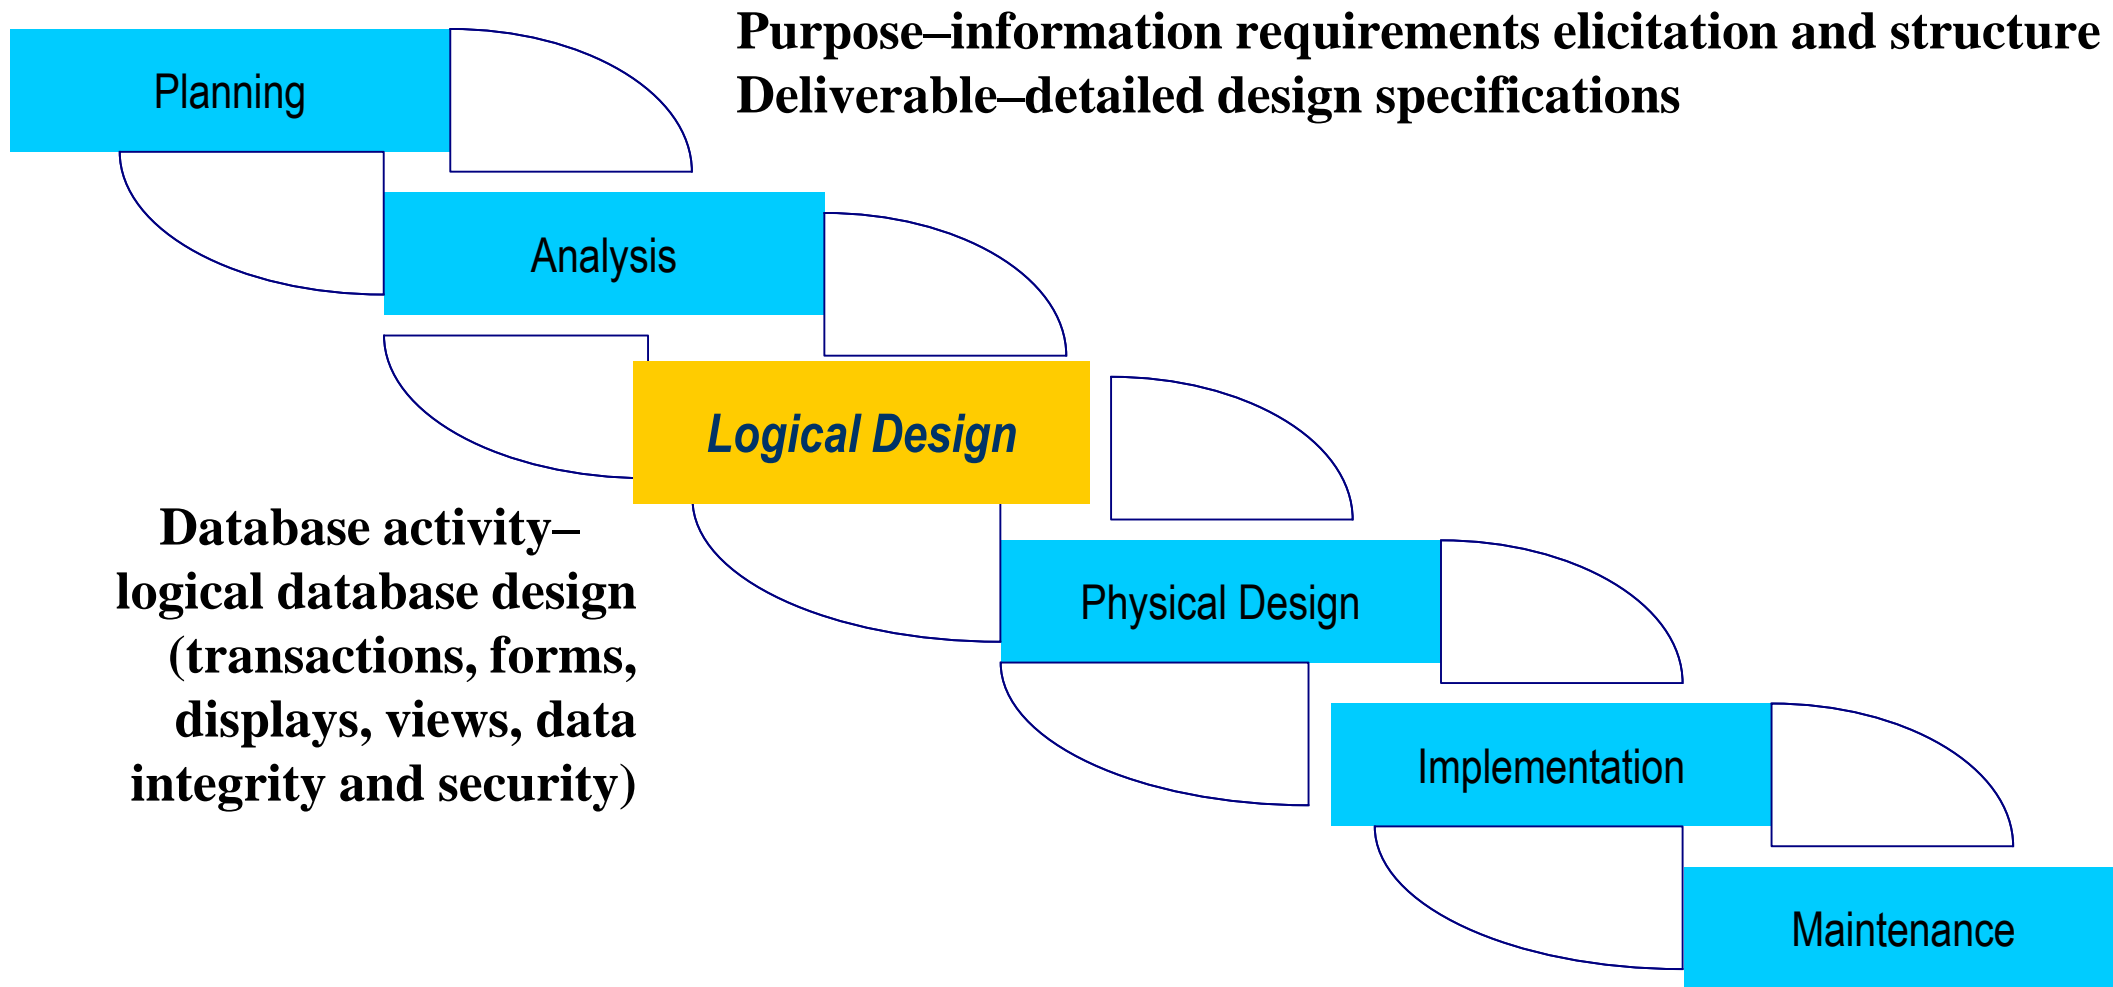 Purpose–information requirements elicitation and structure
Deliverable–detailed design specifications
Planning
Analysis
Logical Design
Database activity–
logical database design
(transactions, forms,
displays, views, data
integrity and security)
Physical Design
Implementation
Maintenance